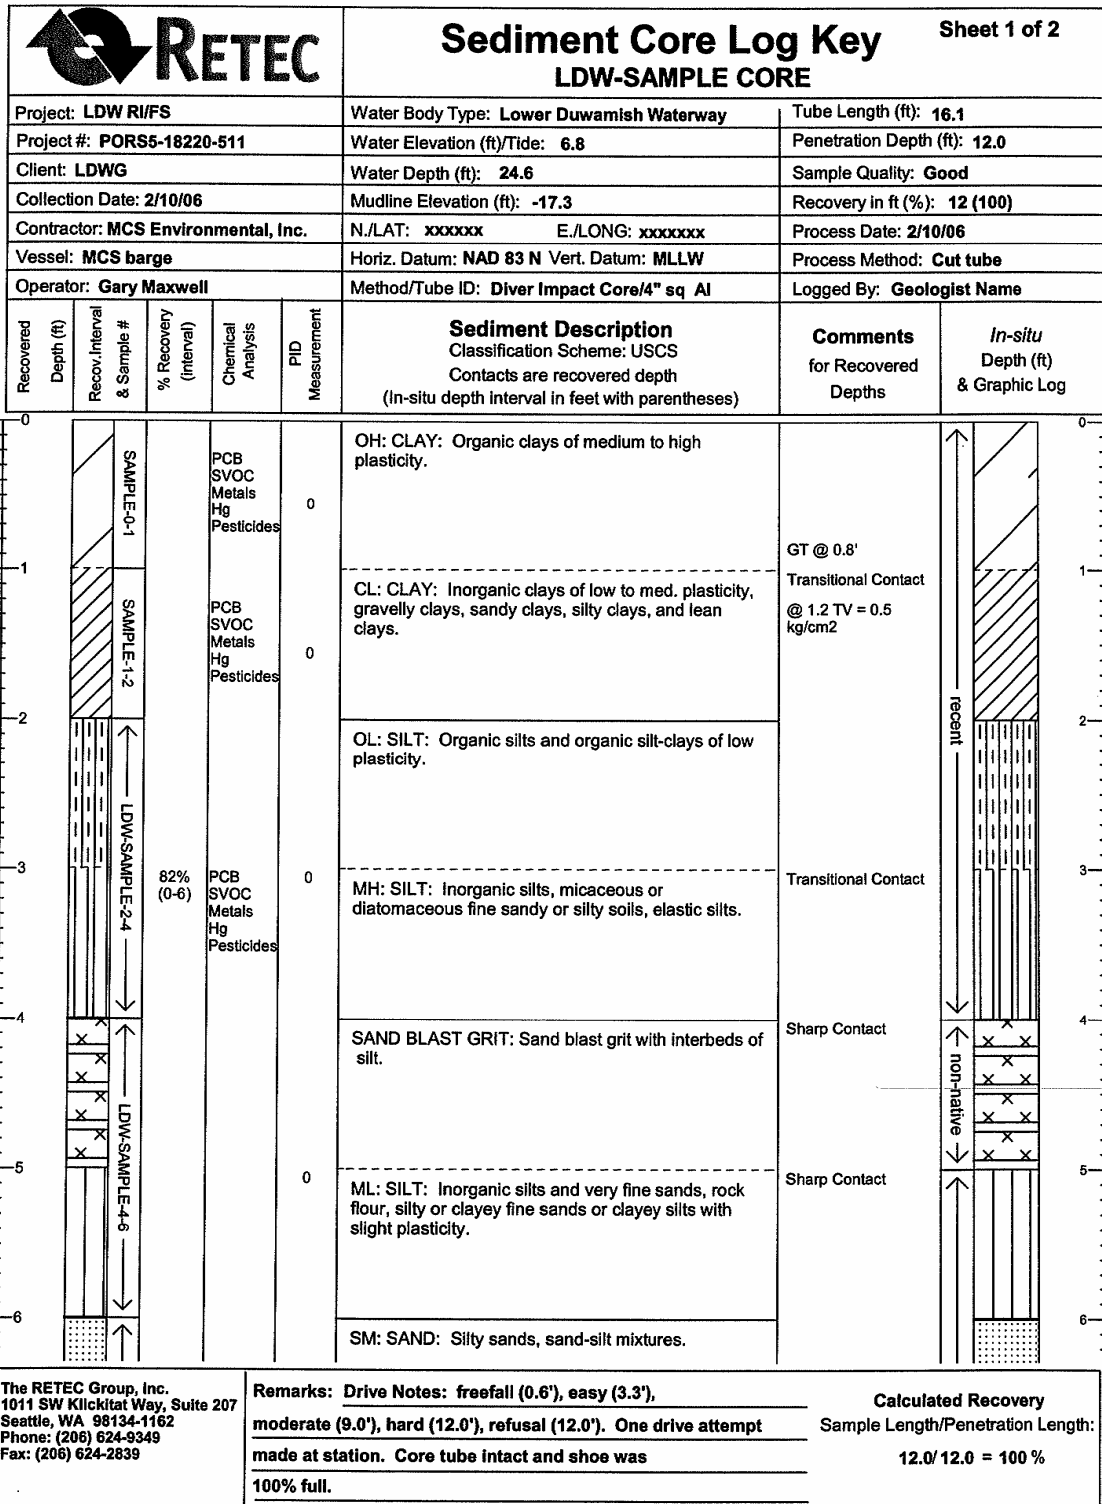 RETEC
Sediment Core Log Key
LDW-SAMPLE CORE
Sheet 1 of 2
Project: LDW RI/FS
Water Body Type: Lower Duwamish Waterway
Tube Length (ft): 16.1
Project #: PORS5-18220-511
Water Elevation (ft)/Tide: 6.8
Penetration Depth (ft): 12.0
Client: LDWG
Water Depth (ft): 24.6
Sample Quality: Good
Collection Date: 2/10/06
Mudline Elevation (ft): -17.3
Recovery in ft (%): 12 (100)
Contractor: MCS Environmental, Inc.
N./LAT: xxxxxx E./LONG: xxxxxxx
Process Date: 2/10/06
Vessel: MCS barge
Horiz. Datum: NAD 83 N Vert. Datum: MLLW
Process Method: Cut tube
Operator: Gary Maxwell
Method/Tube ID: Diver Impact Core/4" sq Al
Logged By: Geologist Name
Recovered
Depth (ft)
Recov.Interval
& Sample #
% Recovery
(interval)
Chemical
Analysis
PID
Measurement
Sediment Description
Classification Scheme: USCS
Contacts are recovered depth
(In-situ depth interval in feet with parentheses)
Comments
for Recovered
Depths
In-situ
Depth (ft)
& Graphic Log
0
SAMPLE-0-1
PCB
SVOC
Metals
Hg
Pesticides
0
OH: CLAY: Organic clays of medium to high
plasticity.
GT @ 0.8'
0
1
SAMPLE-1-2
PCB
SVOC
Metals
Hg
Pesticides
0
CL: CLAY: Inorganic clays of low to med. plasticity,
gravelly clays, sandy clays, silty clays, and lean
clays.
Transitional Contact
@ 1.2 TV = 0.5
kg/cm2
1
recent
2
LDW-SAMPLE-2-4
OL: SILT: Organic silts and organic silt-clays of low
plasticity.
2
3
82%
(0-6)
PCB
SVOC
Metals
Hg
Pesticides
0
MH: SILT: Inorganic silts, micaceous or
diatomaceous fine sandy or silty soils, elastic silts.
Transitional Contact
3
4
LDW-SAMPLE-4-6
SAND BLAST GRIT: Sand blast grit with interbeds of
silt.
Sharp Contact
non-native
4
5
0
ML: SILT: Inorganic silts and very fine sands, rock
flour, silty or clayey fine sands or clayey silts with
slight plasticity.
Sharp Contact
5
6
SM: SAND: Silty sands, sand-silt mixtures.
6
The RETEC Group, Inc.
1011 SW Klickitat Way, Suite 207
Seattle, WA 98134-1162
Phone: (206) 624-9349
Fax: (206) 624-2839
Remarks: Drive Notes: freefall (0.6'), easy (3.3'),
moderate (9.0'), hard (12.0'), refusal (12.0'). One drive attempt
made at station. Core tube intact and shoe was
100% full.
Calculated Recovery
Sample Length/Penetration Length:
12.0/ 12.0 = 100 %